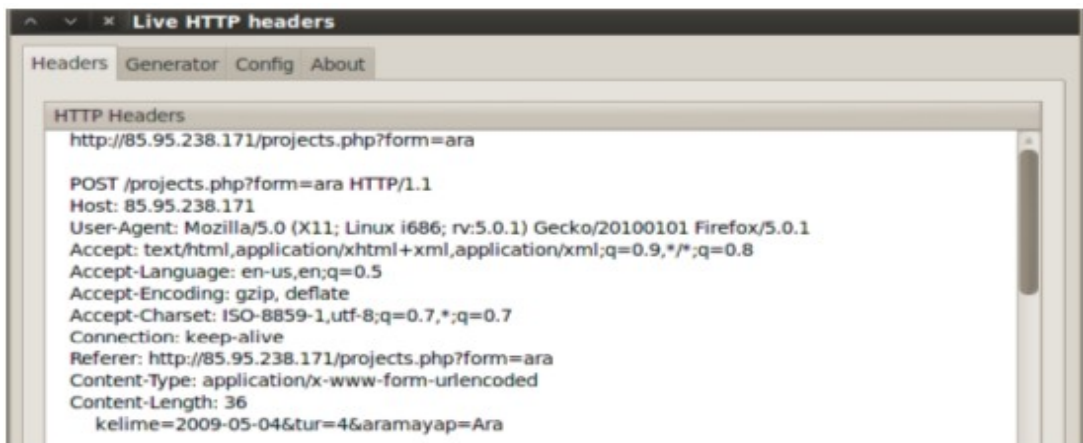 Live HTTP headers
Headers Generator Config About
HTTP Headers
http://85.95.238.171/projects.php?form=ara
POST /projects.php?form=ara HTTP/1.1
Host: 85.95.238.171
User-Agent: Mozilla/5.0 (X11; Linux i686; rv:5.0.1) Gecko/20100101 Firefox/5.0.1
Accept: text/html,application/xhtml+xml,application/xml;q=0.9,*/*;q=0.8
Accept-Language: en-us,en;q=0.5
Accept-Encoding: gzip, deflate
Accept-Charset: ISO-8859-1,utf-8;q=0.7,*;q=0.7
Connection: keep-alive
Referer: http://85.95.238.171/projects.php?form=ara
Content-Type: application/x-www-form-urlencoded
Content-Length: 36
kelime=2009-05-04&tur=4&aramayap=Ara